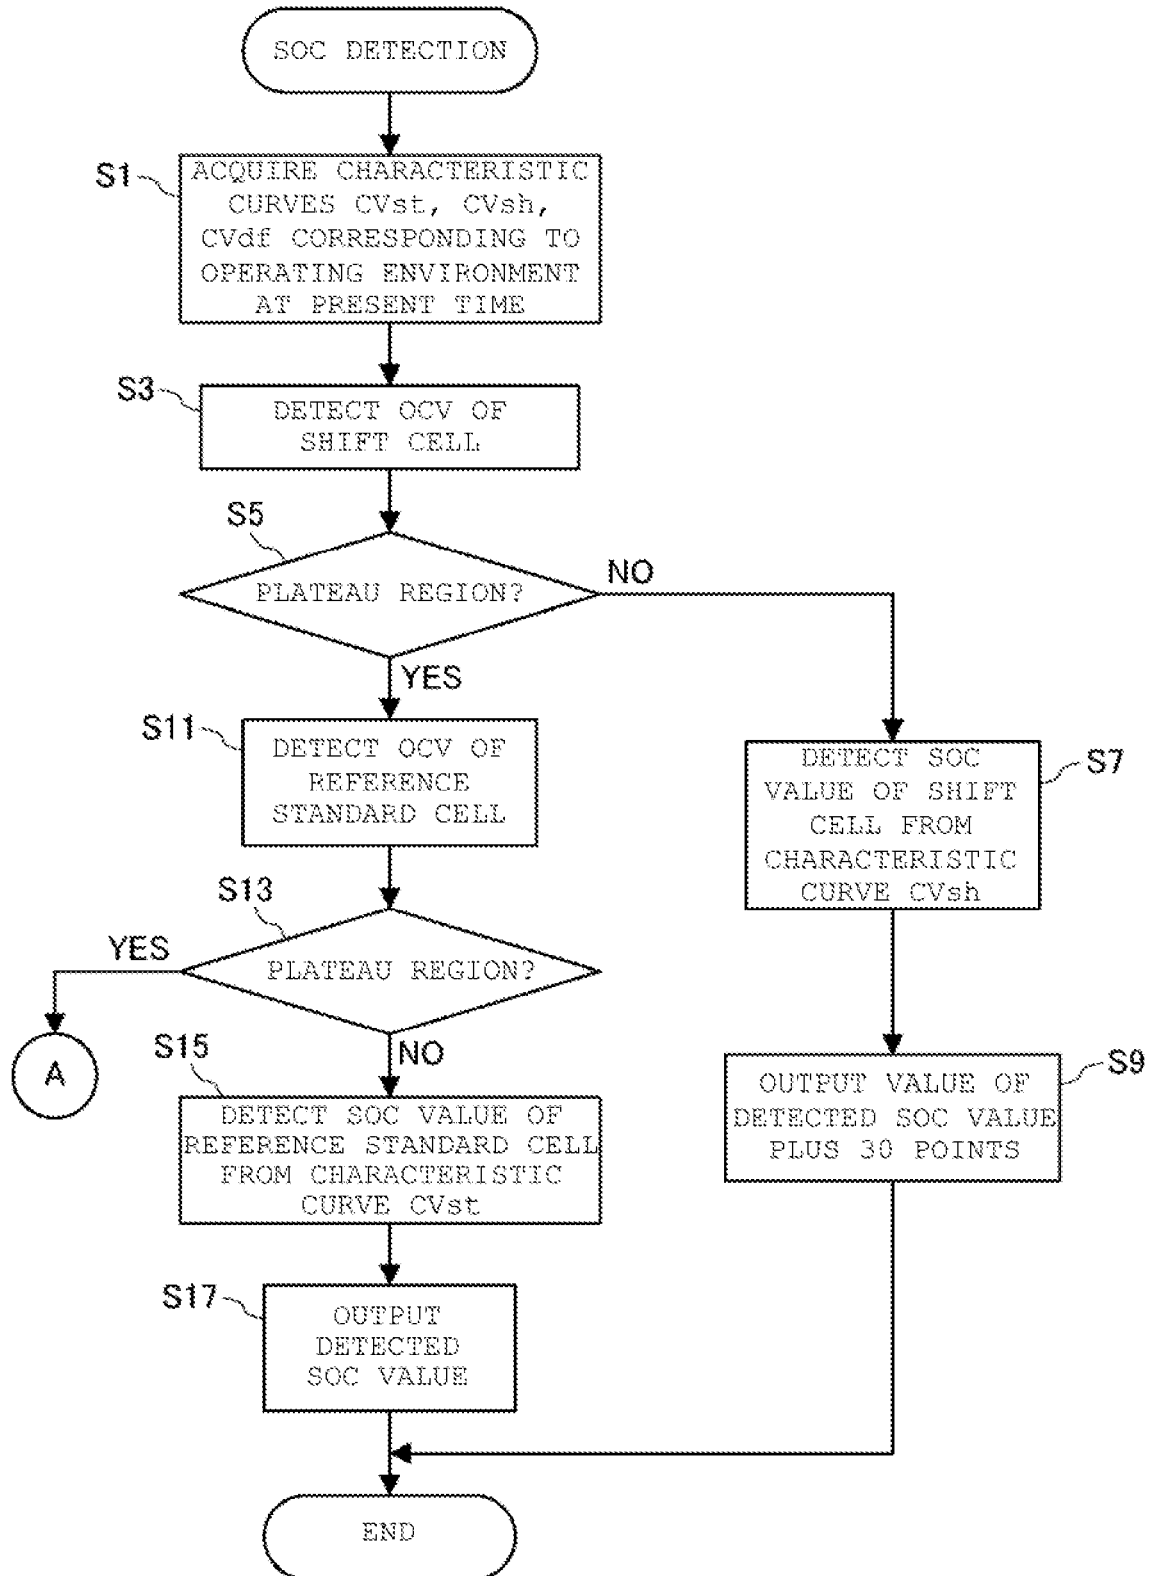 SOC DETECTION
S1
ACQUIRE CHARACTERISTIC
CURVES CVst, CVsh,
CVdf CORRESPONDING TO
OPERATING ENVIRONMENT
AT PRESENT TIME
S3
DETECT OCV OF
SHIFT CELL
S5
PLATEAU REGION?
NO
YES
S11
DETECT OCV OF
REFERENCE
STANDARD CELL
S7
DETECT SOC
VALUE OF SHIFT
CELL FROM
CHARACTERISTIC
CURVE CVsh
S13
PLATEAU REGION?
YES
A
NO
S15
DETECT SOC VALUE OF
REFERENCE STANDARD CELL
FROM CHARACTERISTIC
CURVE CVst
S9
OUTPUT VALUE OF
DETECTED SOC VALUE
PLUS 30 POINTS
S17
OUTPUT
DETECTED
SOC VALUE
END